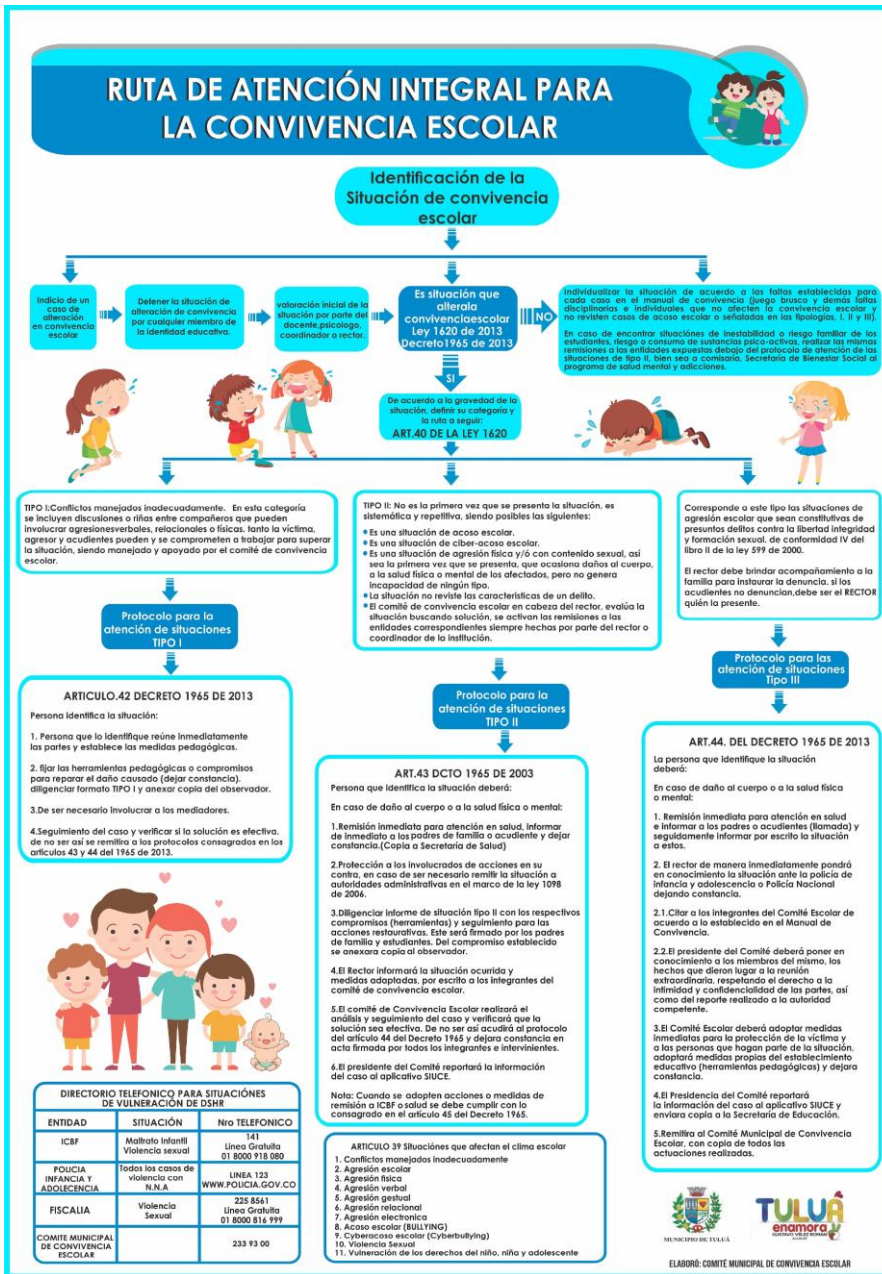 RUTA DE ATENCIÓN INTEGRAL PARA
LA CONVIVENCIA ESCOLAR
Identificación de la
Situación de convivencia
escolar
Indicio de un
caso de
alteración
en convivencia
escolar
Detener la situación de
alteración de convivencia
por cualquier miembro de
la identidad educativa.
valoración inicial de la
situación por parte del
docente,psicologo,
coordinador o rector.
Es situación que
alterala
convivenciaescolar
Ley 1620 de 2013
Decreto1965 de 2013
NO
Individualizar la situación de acuerdo a las faltas establecidas para
cada caso en el manual de convivencia (juego brusco y demás faltas
disciplinarias e individuales que no afecten la convivencia escolar y
no revisten casos de acoso escolar o señaladas en las tipologias, I. II y III).
En caso de encontrar situaciónes de inestabilidad o riesgo familiar de los
estudiantes, riesgo o consumo de sustancias psico-activas, realizar las mismas
remisiones a las entidades expuestas debajo del protocolo de atención de las
situaciones de tipo II, bien sea a comisaria, Secretaría de Bienestar Social al
programa de salud mental y adicciones.
SI
De acuerdo a la gravedad de la
situación, definir su categoría y
la ruta a seguir:
ART.40 DE LA LEY 1620
TIPO I:Conflictos manejados inadecuadamente. En esta categoría
se incluyen discusiones o riñas entre compañeros que pueden
involucrar agresionesverbales, relacionales o físicas. tanto la víctima,
agresor y acudientes pueden y se comprometen a trabajar para superar
la situación, siendo manejado y apoyado por el comité de convivencia
escolar.
Protocolo para la
atención de situaciones
TIPO I
ARTICULO.42 DECRETO 1965 DE 2013
Persona identifica la situación:
1. Persona que lo identifique reúne inmediatamente
las partes y establece las medidas pedagógicas.
2. fijar las herramientas pedagógicas o compromisos
para reparar el daño causado (dejar constancia).
diligenciar formato TIPO I y anexar copia del observador.
3.De ser necesario involucrar a los mediadores.
4.Seguimiento del caso y verificar si la solución es efectiva.
de no ser así se remitira a los protocolos consagrados en los
articulos 43 y 44 del 1965 de 2013.
TIPO II: No es la primera vez que se presenta la situación, es
sistemática y repetitiva, siendo posibles las siguientes:
Es una situación de acoso escolar.
Es una situación de ciber-acoso escolar.
Es una situación de agresión física y/ó con contenido sexual, así
sea la primera vez que se presenta, que ocasiona daños al cuerpo,
a la salud física o mental de los afectados, pero no genera
incapacidad de ningún tipo.
La situación no reviste las caracteristicas de un delito.
El comité de convivencia escolar en cabeza del rector, evalúa la
situación buscando solución, se activan las remisiones a las
entidades correspondientes siempre hechas por parte del rector o
coordinador de la institución.
Protocolo para la
atención de situaciones
TIPO II
ART.43 DCTO 1965 DE 2003
Persona que identifica la situación deberá:
En caso de daño al cuerpo o a la salud física o mental:
1.Remisión inmediata para atención en salud, informar
de inmediato a los padres de familia o acudiente y dejar
constancia.(Copia a Secretaría de Salud)
2.Protección a los involucrados de acciones en su
contra, en caso de ser necesario remitir la situación a
autoridades administrativas en el marco de la ley 1098
de 2006.
3.Diligenciar informe de situación tipo II con los respectivos
compromisos (herramientas) y seguimiento para las
acciones restaurativas. Este será firmado por los padres
de familia y estudiantes. Del compromiso establecido
se anexara copia al observador.
4.El Rector informará la situación ocurrida y
medidas adaptadas, por escrito a los integrantes del
comité de convivencia escolar.
5.El comité de Convivencia Escolar realizará el
análisis y seguimiento del caso y verificará que la
solución sea efectiva. De no ser así acudirá al protocolo
del artículo 44 del Decreto 1965 y dejara constancia en
acta firmada por todos los integrantes e intervinientes.
6.El presidente del Comité reportará la información
del caso al aplicativo SIUCE.
Nota: Cuando se adopten acciones o medidas de
remisión a ICBF o salud se debe cumplir con lo
consagrado en el artículo 45 del Decreto 1965.
Corresponde a este tipo las situaciones de
agresión escolar que sean constitutivas de
presuntos delitos contra la libertad integridad
y formación sexual. de conformidad IV del
libro II de la ley 599 de 2000.
El rector debe brindar acompañamiento a la
familia para instaurar la denuncia. si los
acudientes no denuncian,debe ser el RECTOR
quién la presente.
Protocolo para las
atención de situaciones
Tipo III
ART.44. DEL DECRETO 1965 DE 2013
La persona que identifique la situación
deberá:
En caso de daño al cuerpo o a la salud física
o mental:
1. Remisión inmediata para atención en salud
e informar a los padres o acudientes (llamada) y
seguidamente informar por escrito la situación
a estos.
2. El rector de manera inmediatamente pondrá
en conocimiento la situación ante la policía de
infancia y adolescencia o Policía Nacional
dejando constancia.
2.1.Citar a los integrantes del Comité Escolar de
acuerdo a lo establecido en el Manual de
Convivencia.
2.2.El presidente del Comité deberá poner en
conocimiento a los miembros del mismo, los
hechos que dieron lugar a la reunión
extraordinaria, respetando el derecho a la
intimidad y confidencialidad de las partes, así
como del reporte realizado a la autoridad
competente.
3.El Comité Escolar deberá adoptar medidas
inmediatas para la protección de la víctima y
a las personas que hagan parte de la situación,
adoptará medidas propias del establecimiento
educativo (herramientas pedagógicas) y dejara
constancia.
4.El Presidencia del Comité reportará
la información del caso al aplicativo SIUCE y
enviara copia a la Secretaría de Educación.
5.Remitira al Comité Municipal de Convivencia
Escolar, con copia de todos las
actuaciones realizadas.
DIRECTORIO TELEFONICO PARA SITUACIÓNES
DE VULNERACIÓN DE DSHR
ENTIDAD SITUACIÓN Nro TELEFONICO
ICBF Maltrato Infantil Violencia sexual 141 Linea Gratuita 01 8000 918 080
POLICIA INFANCIA Y ADOLECENCIA Todos los casos de violencia con N.N.A LINEA 123 WWW.POLICIA.GOV.CO
FISCALIA Violencia Sexual 225 8561 Linea Gratuita 01 8000 816 999
COMITE MUNICIPAL DE CONVIVENCIA ESCOLAR 233 93 00
ARTICULO 39 Situaciónes que afectan el clima escolar
1. Conflictos manejados inadecuadamente
2. Agresión escolar
3. Agresión fisica
4. Agresión verbal
5. Agresión gestual
6. Agresión relacional
7. Agresión electronica
8. Acoso escolar (BULLYING)
9. Cyberacoso escolar (Cyberbullying)
10. Violencia Sexual
11. Vulneración de los derechos del niño, niña y adolescente
MUNICIPIO DE TULUÁ
TULUÁ
enamora
GUSTAVO VÉLEZ ROMÁN
ELABORÓ: COMITÉ MUNICIPAL DE CONVIVENCIA ESCOLAR